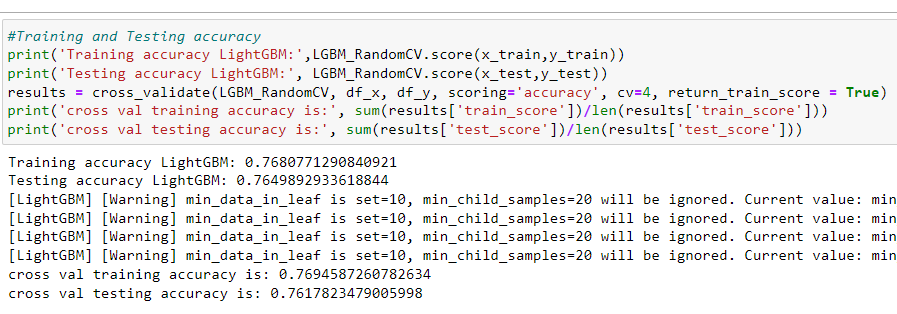 #Training and Testing accuracy
print('Training accuracy LightGBM:',LGBM_RandomCV.score(x_train,y_train))
print('Testing accuracy LightGBM:', LGBM_RandomCV.score(x_test,y_test))
results = cross_validate(LGBM_RandomCV, df_x, df_y, scoring='accuracy', cv=4, return_train_score = True)
print('cross val training accuracy is:', sum(results['train_score'])/len(results['train_score']))
print('cross val testing accuracy is:', sum(results['test_score'])/len(results['test_score']))
Training accuracy LightGBM: 0.7680771290840921
Testing accuracy LightGBM: 0.7649892933618844
[LightGBM] [Warning] min_data_in_leaf is set=10, min_child_samples=20 will be ignored. Current value: min
[LightGBM] [Warning] min_data_in_leaf is set=10, min_child_samples=20 will be ignored. Current value: min
[LightGBM] [Warning] min_data_in_leaf is set=10, min_child_samples=20 will be ignored. Current value: min
[LightGBM] [Warning] min_data_in_leaf is set=10, min_child_samples=20 will be ignored. Current value: min
cross val training accuracy is: 0.7694587260782634
cross val testing accuracy is: 0.7617823479005998